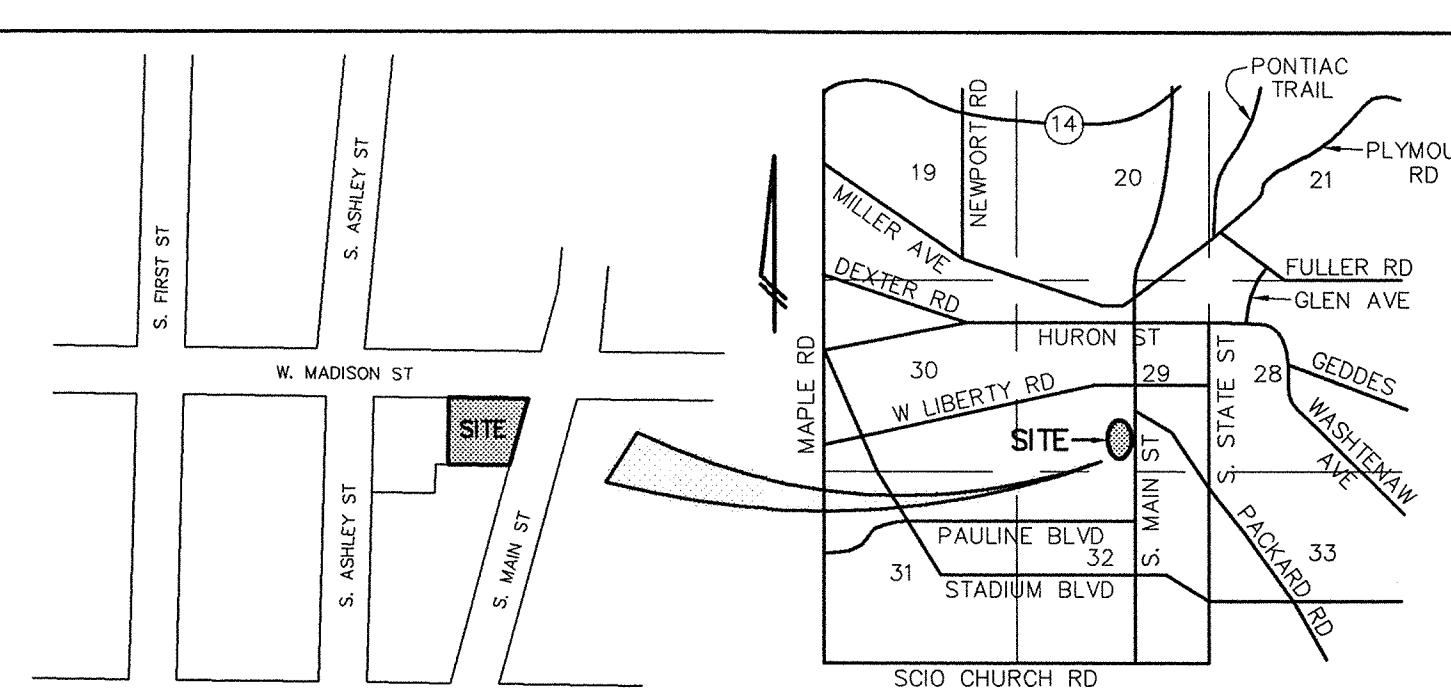 S. FIRST ST
S. ASHLEY ST
W. MADISON ST
SITE
S. ASHLEY ST
S. MAIN ST
PONTIAC
TRAIL
14
NEWPORT RD
19
20
21
PLYMOU
RD
MILLER AVE
DEXTER RD
FULLER RD
GLEN AVE
HURON ST
MAPLE RD
30
29
28
S. STATE ST
GEDDES
W LIBERTY RD
WASHTENAW
AVE
SITE
S. MAIN ST
PAULINE BLVD
PACKARD RD
31
32
33
STADIUM BLVD
SCIO CHURCH RD